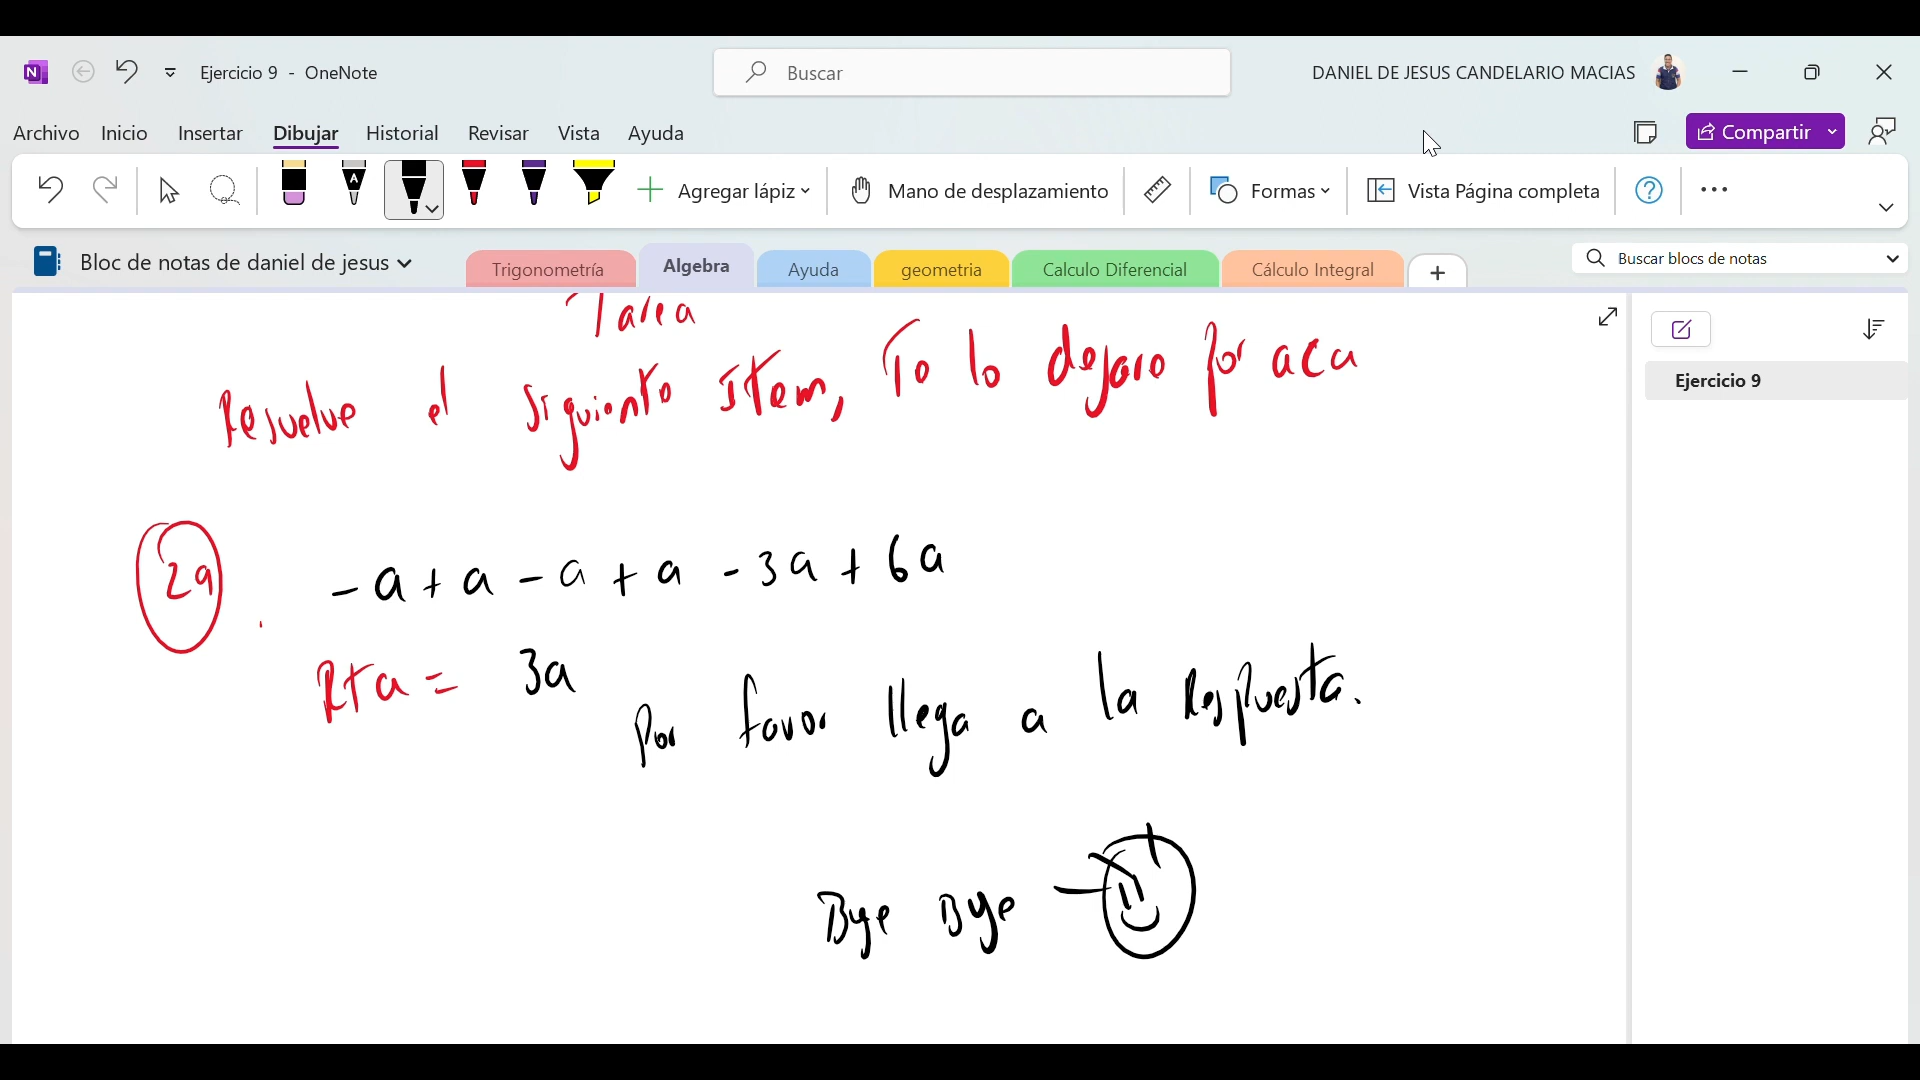 Ejercicio 9 - OneNote
Buscar
DANIEL DE JESUS CANDELARIO MACIAS
Archivo Inicio Insertar Dibujar Historial Revisar Vista Ayuda
Compartir
A
Agregar lápiz
Mano de desplazamiento
Formas
Vista Página completa
Bloc de notas de daniel de jesus
Trigonometría
Algebra
Ayuda
geometria
Calculo Diferencial
Cálculo Integral
+
Buscar blocs de notas
Ejercicio 9
Tarea
Resuelve el siguiente Item, Te lo dejare por aca
29. -a + a - a + a - 3a + 6a
Rta = 3a
Por favor llega a la Respuesta.
Bye Bye